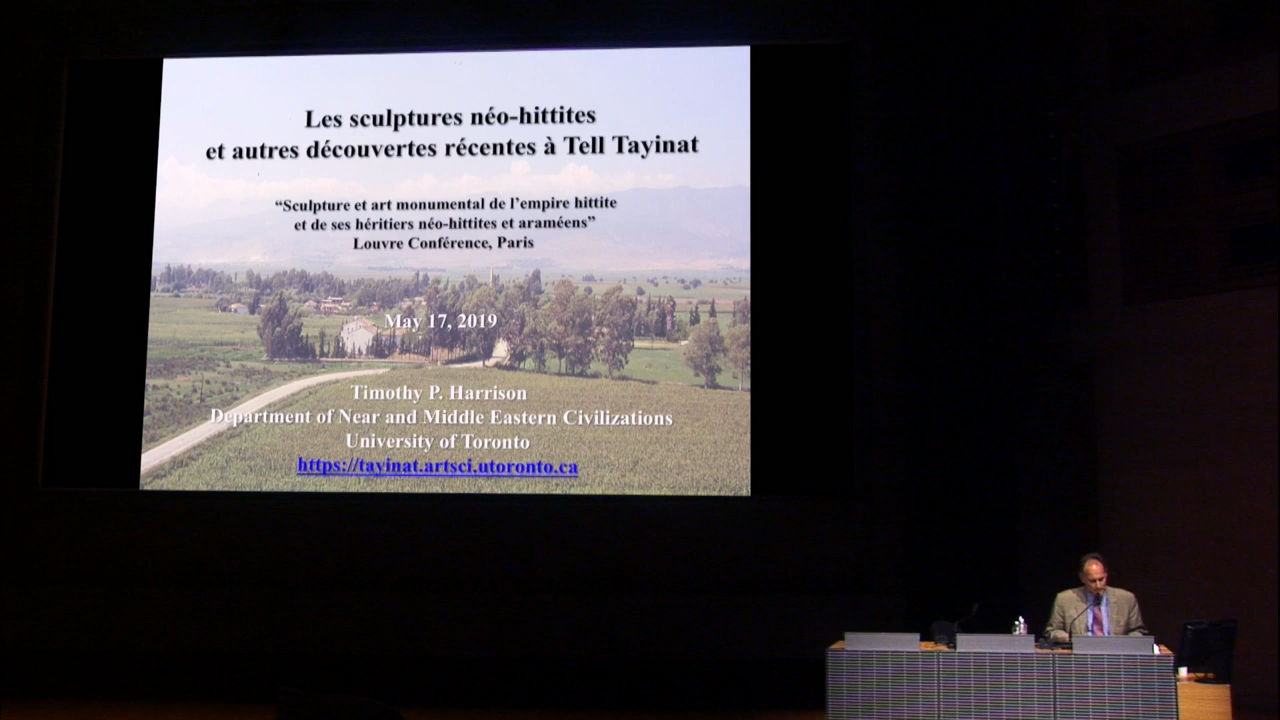 Les sculptures néo-hittites
et autres découvertes récentes à Tell Tayinat
“Sculpture et art monumental de l’empire hittite
et de ses héritiers néo-hittites et araméens”
Louvre Conférence, Paris
May 17, 2019
Timothy P. Harrison
Department of Near and Middle Eastern Civilizations
University of Toronto
https://tayinat.artsci.utoronto.ca